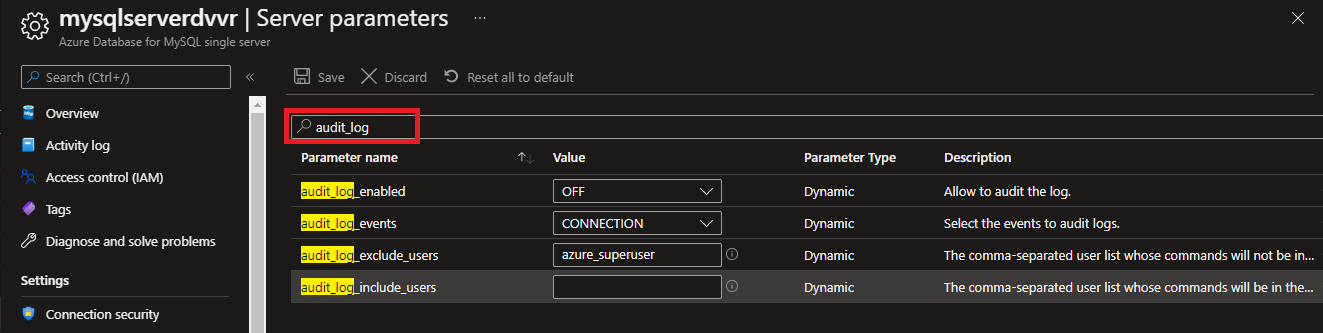 mysqlserverdvvr | Server parameters ...
Azure Database for MySQL single server
Search (Ctrl+/)
Overview
Activity log
Access control (IAM)
Tags
Diagnose and solve problems
Settings
Connection security
Save Discard Reset all to default
audit_log
Parameter name Value Parameter Type Description
audit_log_enabled OFF Dynamic Allow to audit the log.
audit_log_events CONNECTION Dynamic Select the events to audit logs.
audit_log_exclude_users azure_superuser Dynamic The comma-separated user list whose commands will not be in...
audit_log_include_users Dynamic The comma-separated user list whose commands will be in the...